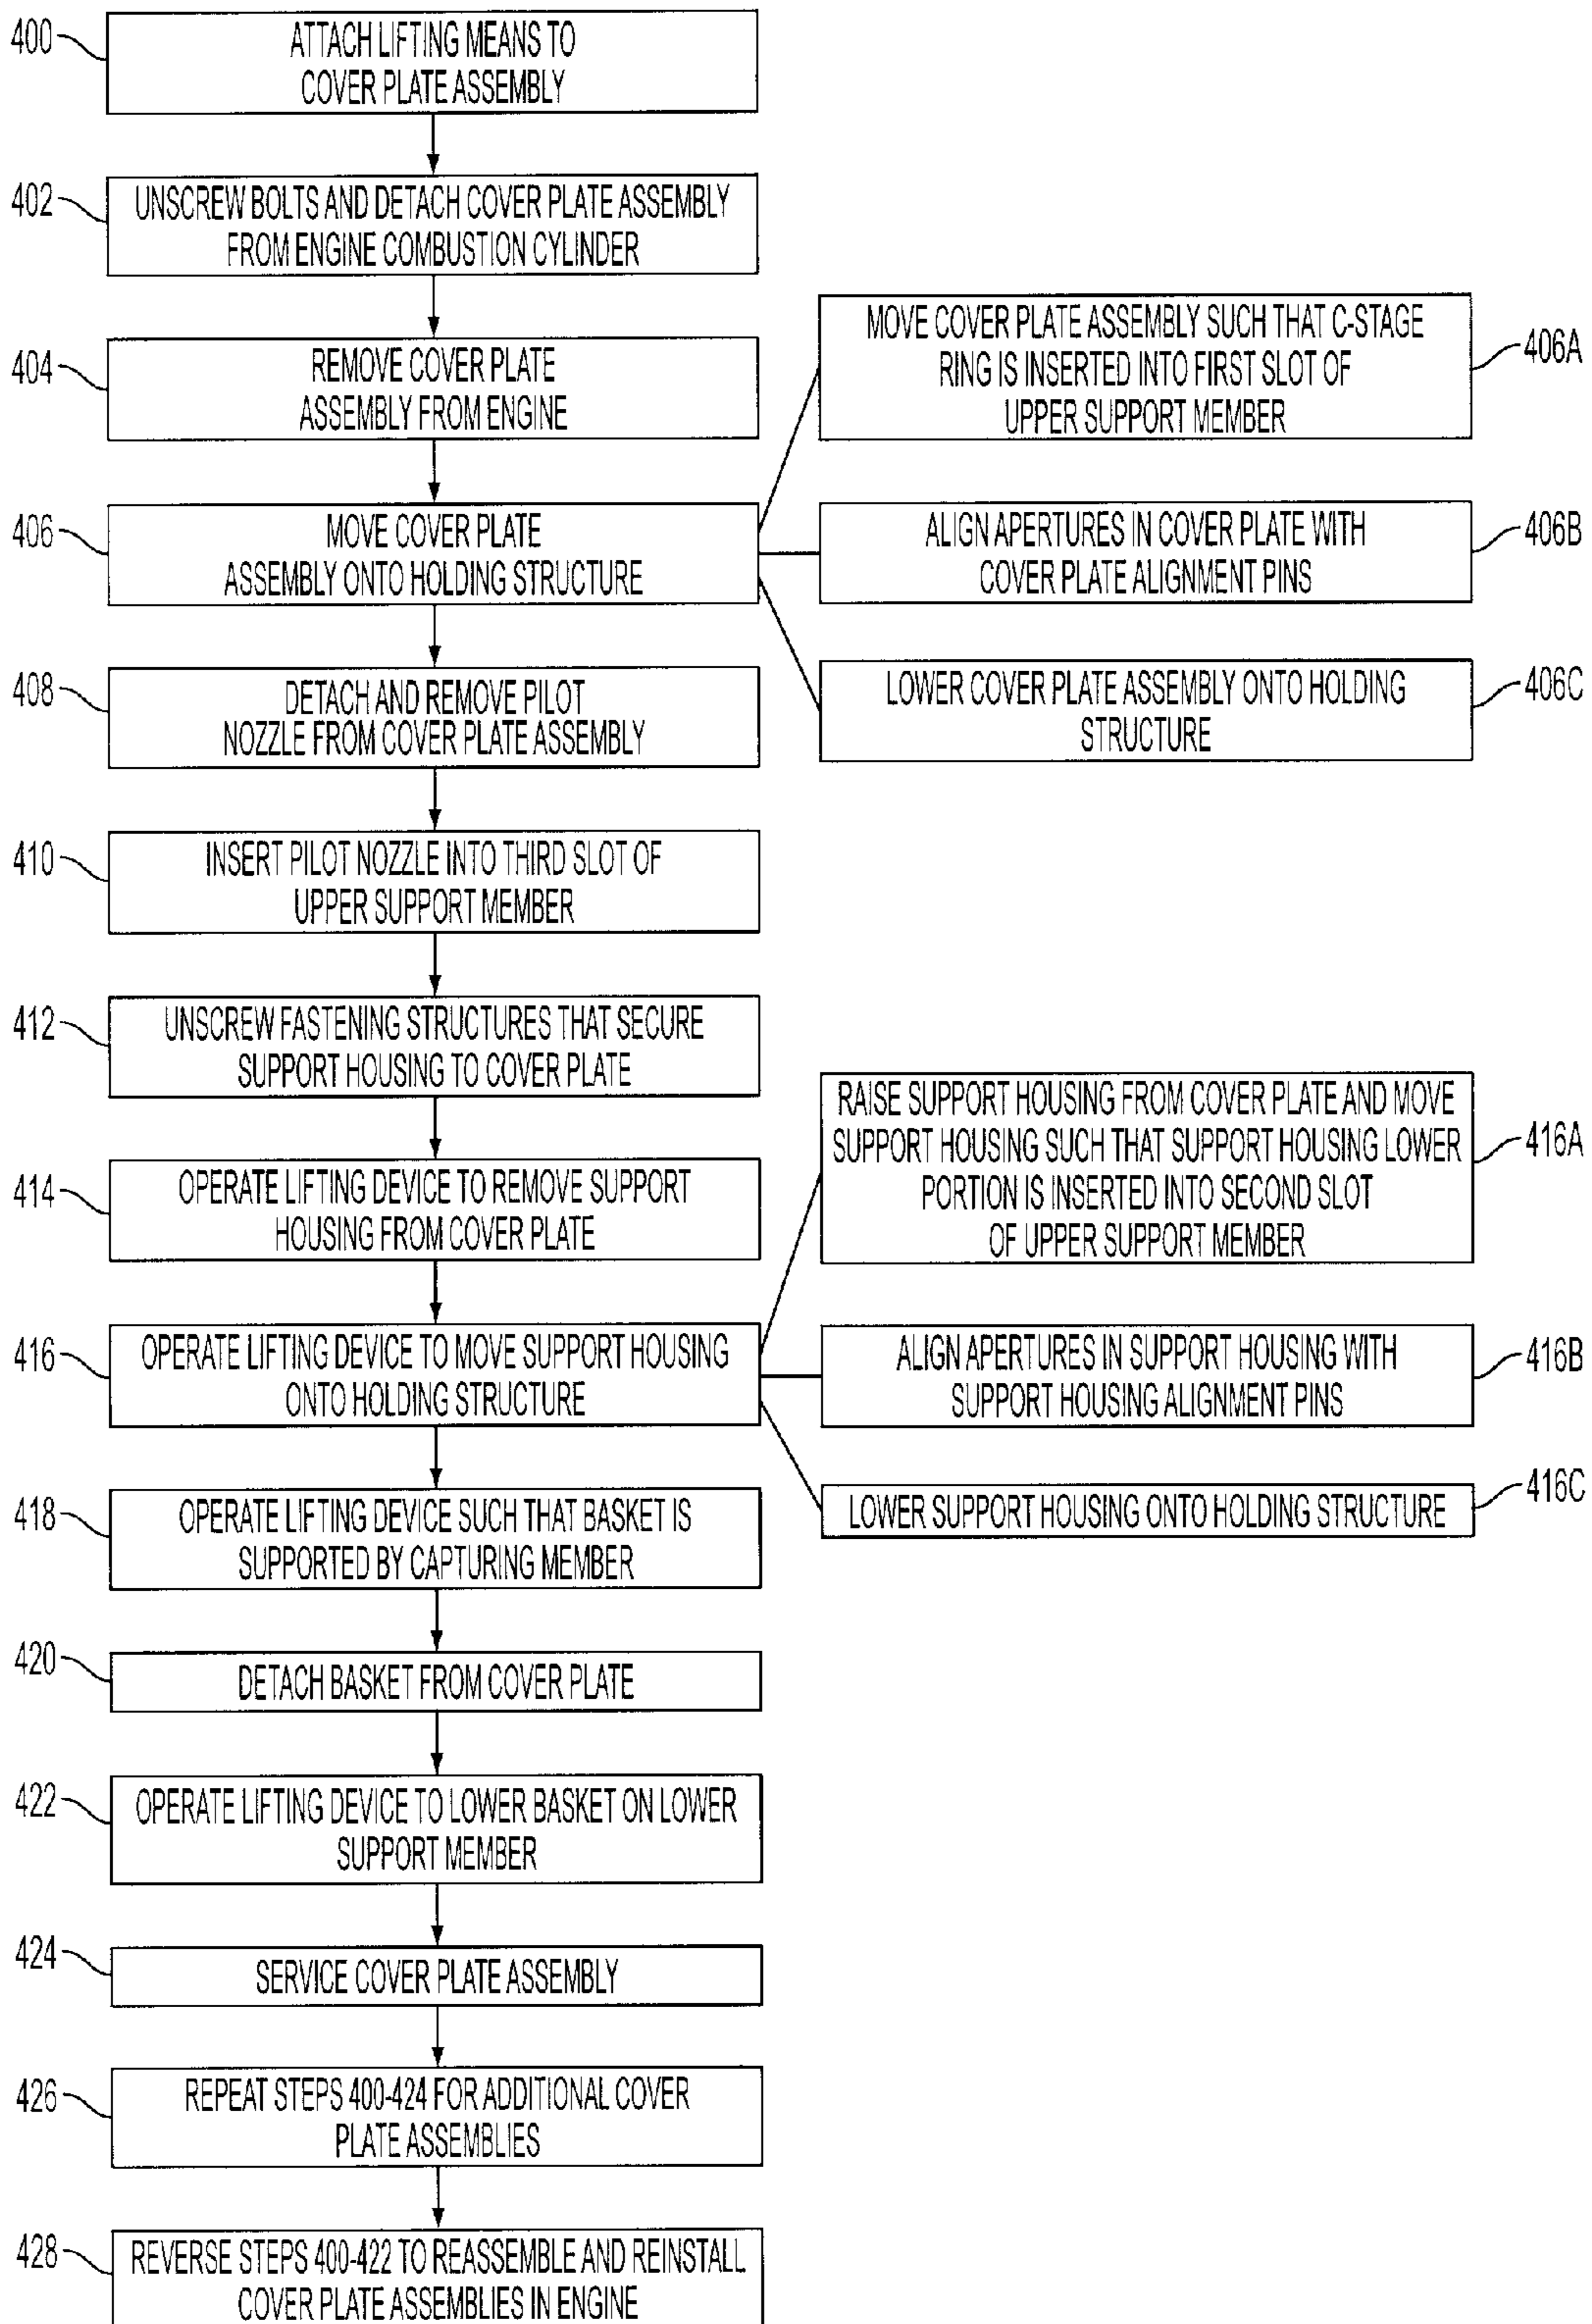 400
ATTACH LIFTING MEANS TO
COVER PLATE ASSEMBLY
402
UNSCREW BOLTS AND DETACH COVER PLATE ASSEMBLY
FROM ENGINE COMBUSTION CYLINDER
404
REMOVE COVER PLATE
ASSEMBLY FROM ENGINE
406
MOVE COVER PLATE
ASSEMBLY ONTO HOLDING STRUCTURE
MOVE COVER PLATE ASSEMBLY SUCH THAT C-STAGE
RING IS INSERTED INTO FIRST SLOT OF
UPPER SUPPORT MEMBER
406A
ALIGN APERTURES IN COVER PLATE WITH
COVER PLATE ALIGNMENT PINS
406B
LOWER COVER PLATE ASSEMBLY ONTO HOLDING
STRUCTURE
406C
408
DETACH AND REMOVE PILOT
NOZZLE FROM COVER PLATE ASSEMBLY
410
INSERT PILOT NOZZLE INTO THIRD SLOT OF
UPPER SUPPORT MEMBER
412
UNSCREW FASTENING STRUCTURES THAT SECURE
SUPPORT HOUSING TO COVER PLATE
414
OPERATE LIFTING DEVICE TO REMOVE SUPPORT
HOUSING FROM COVER PLATE
416
OPERATE LIFTING DEVICE TO MOVE SUPPORT HOUSING
ONTO HOLDING STRUCTURE
RAISE SUPPORT HOUSING FROM COVER PLATE AND MOVE
SUPPORT HOUSING SUCH THAT SUPPORT HOUSING LOWER
PORTION IS INSERTED INTO SECOND SLOT
OF UPPER SUPPORT MEMBER
416A
ALIGN APERTURES IN SUPPORT HOUSING WITH
SUPPORT HOUSING ALIGNMENT PINS
416B
LOWER SUPPORT HOUSING ONTO HOLDING STRUCTURE
416C
418
OPERATE LIFTING DEVICE SUCH THAT BASKET IS
SUPPORTED BY CAPTURING MEMBER
420
DETACH BASKET FROM COVER PLATE
422
OPERATE LIFTING DEVICE TO LOWER BASKET ON LOWER
SUPPORT MEMBER
424
SERVICE COVER PLATE ASSEMBLY
426
REPEAT STEPS 400-424 FOR ADDITIONAL COVER
PLATE ASSEMBLIES
428
REVERSE STEPS 400-422 TO REASSEMBLE AND REINSTALL
COVER PLATE ASSEMBLIES IN ENGINE